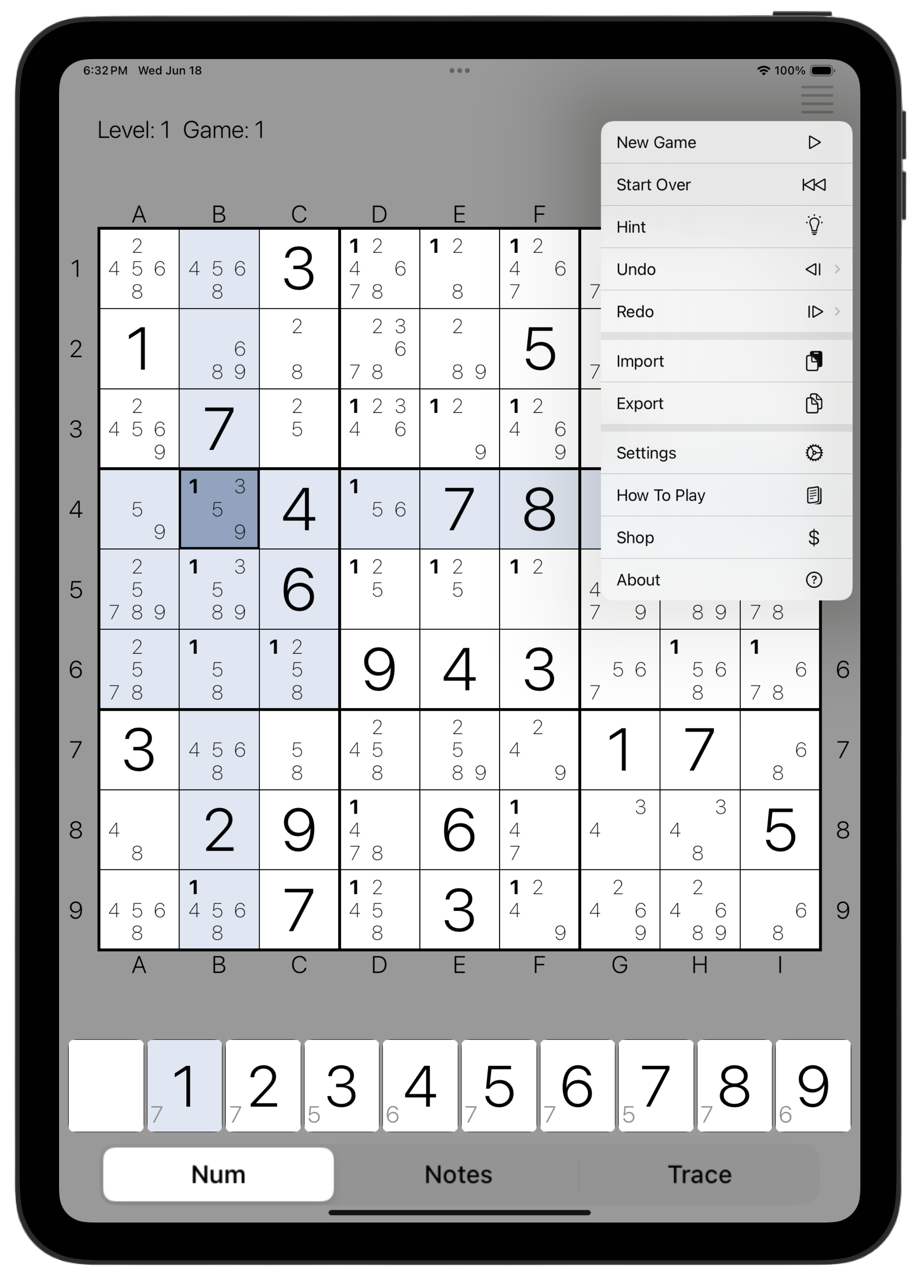 6:32 PM Wed Jun 18
100%
Level: 1 Game: 1
New Game
Start Over
Hint
Undo
Redo
Import
Export
Settings
How To Play
Shop $
About ?
A B C D E F
2 1 2 1 2 1 2
1 4 5 6 4 5 6 3 4 6 4 6
8 8 7 8 8 7 7
2 2 3 2
2 1 6 6 5
8 9 8 7 8 8 9 7
2 2 1 2 3 1 2 1 2
3 4 5 6 7 5 4 6 4 6
9 9 9
1 3 1
4 5 5 4 5 6 7 8
9 9
2 1 3 1 2 1 2 1 2
5 5 5 6 5 5 4
7 8 9 8 9 7 9 8 9 7 8
2 1 1 2 1 1
6 5 5 5 9 4 3 5 6 5 6 6 6
7 8 8 8 7 8 7 8
2 2 2
7 3 4 5 6 5 4 5 5 4 1 7 6 7
8 8 8 8 9 9 8
1 1 3 3
8 4 2 9 4 6 4 4 4 5 8
8 7 8 7 8
1 1 2 1 2 2 2
9 4 5 6 4 5 6 7 4 5 3 4 4 6 4 6 6 9
8 8 8 9 9 8 9 8
A B C D E F G H I
1 2 3 4 5 6 7 8 9
7 7 5 6 7 7 5 7 6
Num Notes Trace